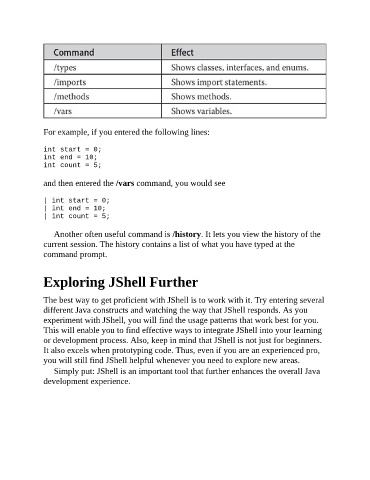 Command Effect
/types Shows classes, interfaces, and enums.
/imports Shows import statements.
/methods Shows methods.
/vars Shows variables.
For example, if you entered the following lines:
int start = 0;
int end = 10;
int count = 5;
and then entered the /vars command, you would see
| int start = 0;
| int end = 10;
| int count = 5;
Another often useful command is /history. It lets you view the history of the
current session. The history contains a list of what you have typed at the
command prompt.
Exploring JShell Further
The best way to get proficient with JShell is to work with it. Try entering several
different Java constructs and watching the way that JShell responds. As you
experiment with JShell, you will find the usage patterns that work best for you.
This will enable you to find effective ways to integrate JShell into your learning
or development process. Also, keep in mind that JShell is not just for beginners.
It also excels when prototyping code. Thus, even if you are an experienced pro,
you will still find JShell helpful whenever you need to explore new areas.
Simply put: JShell is an important tool that further enhances the overall Java
development experience.